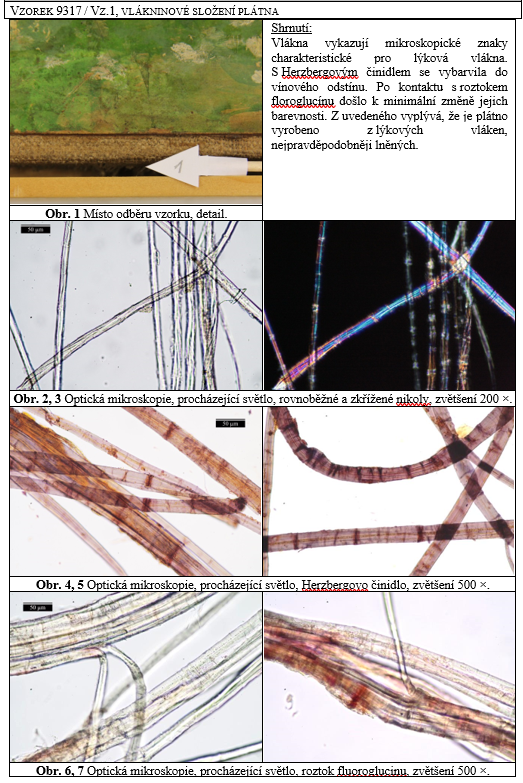 VZOREK 9317 / VZ.1, VLÁKNINOVÉ SLOŽENÍ PLÁTNA
Shrnutí:
Vlákna vykazují mikroskopické znaky
charakteristické pro lýková vlákna.
S Herzbergovým činidlem se vybarvila do
vínového odstínu. Po kontaktu s roztokem
floroglucínu došlo k minimální změně jejich
barevnosti. Z uvedeného vyplývá, že je plátno
vyrobeno z lýkových vláken,
nejpravděpodobněji lněných.
1
Obr. 1 Místo odběru vzorku, detail.
50 µm
Obr. 2, 3 Optická mikroskopie, procházející světlo, rovnoběžné a zkřížené nikoly, zvětšení 200 ×.
50 µm
Obr. 4, 5 Optická mikroskopie, procházející světlo, Herzbergovo činidlo, zvětšení 500 ×.
50 µm
Obr. 6, 7 Optická mikroskopie, procházející světlo, roztok fluoroglucínu, zvětšení 500 ×.